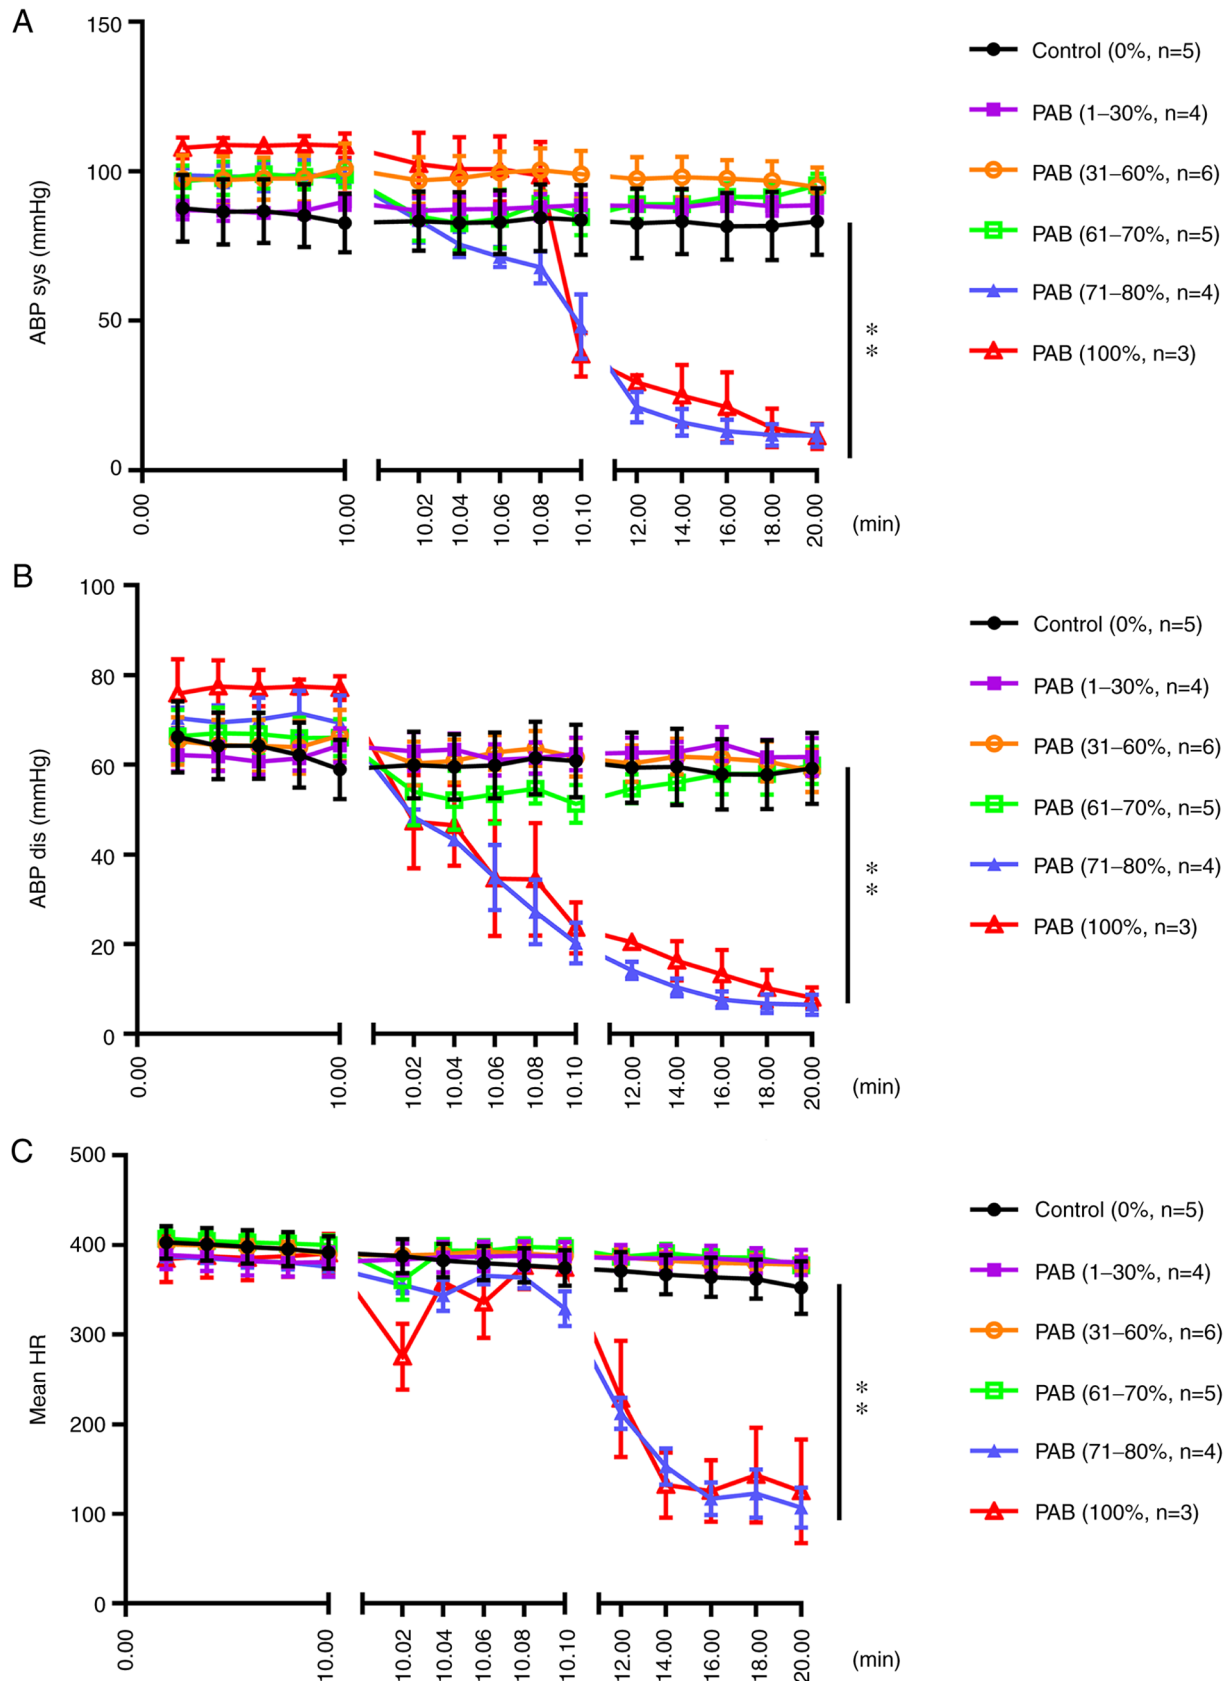 A
ABP sys (mmHg)
150
100
50
0
0.00
10.00
10.02
10.04
10.06
10.08
10.10
12.00
14.00
16.00
18.00
20.00
(min)
**
Control (0%, n=5)
PAB (1–30%, n=4)
PAB (31–60%, n=6)
PAB (61–70%, n=5)
PAB (71–80%, n=4)
PAB (100%, n=3)
B
ABP dis (mmHg)
100
80
60
40
20
0
0.00
10.00
10.02
10.04
10.06
10.08
10.10
12.00
14.00
16.00
18.00
20.00
(min)
**
Control (0%, n=5)
PAB (1–30%, n=4)
PAB (31–60%, n=6)
PAB (61–70%, n=5)
PAB (71–80%, n=4)
PAB (100%, n=3)
C
Mean HR
500
400
300
200
100
0
0.00
10.00
10.02
10.04
10.06
10.08
10.10
12.00
14.00
16.00
18.00
20.00
(min)
**
Control (0%, n=5)
PAB (1–30%, n=4)
PAB (31–60%, n=6)
PAB (61–70%, n=5)
PAB (71–80%, n=4)
PAB (100%, n=3)